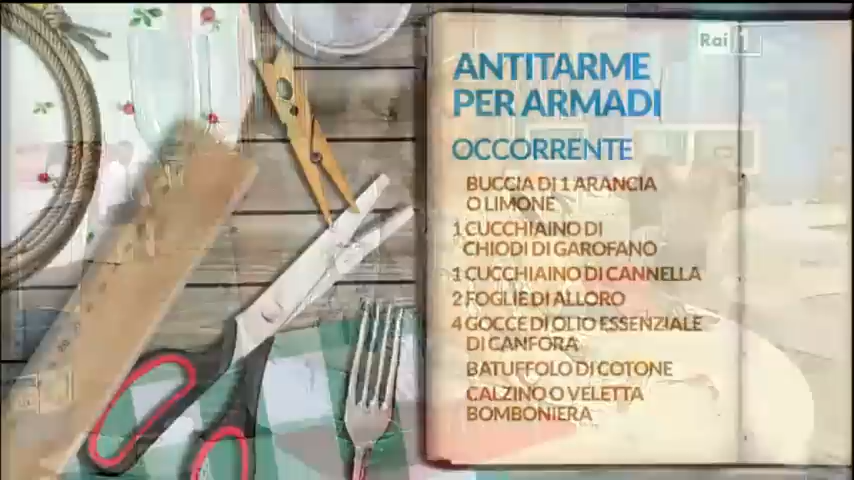 Rai 1
ANTITARME
PER ARMADI
OCCORRENTE
BUCCIA DI 1 ARANCIA
O LIMONE
1 CUCCHIAINO DI
CHIODI DI GAROFANO
1 CUCCHIAINO DI CANNELLA
2 FOGLIE DI ALLORO
4 GOCCE DI OLIO ESSENZIALE
DI CANFORA
BATUFFOLO DI COTONE
CALZINO O VELETTA
BOMBONIERA